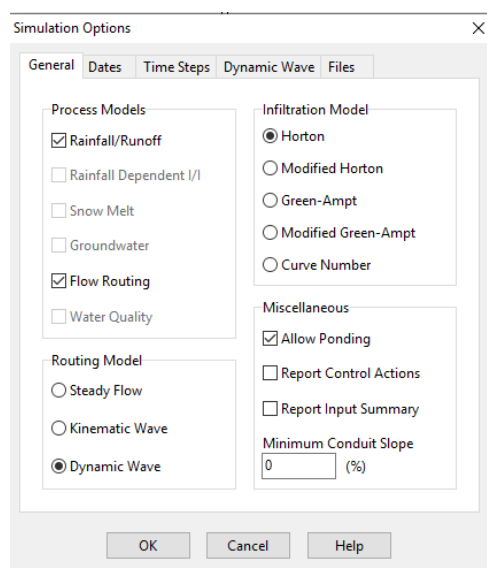 Simulation Options
General Dates Time Steps Dynamic Wave Files
Process Models
Rainfall/Runoff
Rainfall Dependent I/I
Snow Melt
Groundwater
Flow Routing
Water Quality
Routing Model
Steady Flow
Kinematic Wave
Dynamic Wave
Infiltration Model
Horton
Modified Horton
Green-Ampt
Modified Green-Ampt
Curve Number
Miscellaneous
Allow Ponding
Report Control Actions
Report Input Summary
Minimum Conduit Slope
0 (%)
OK Cancel Help